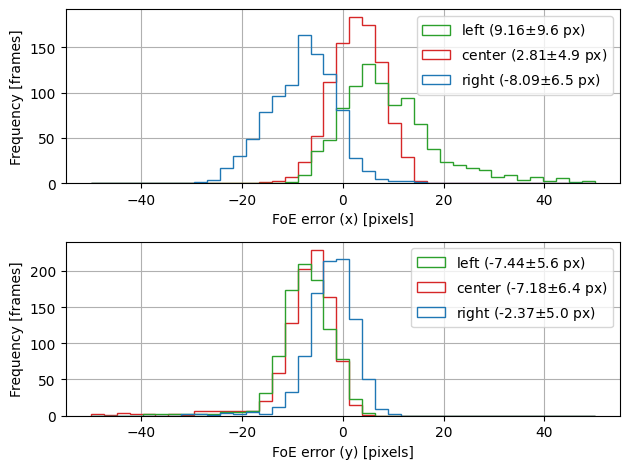 left (9.16±9.6 px)
center (2.81±4.9 px)
right (-8.09±6.5 px)
Frequency [frames]
150
100
50
0
−40 −20 0 20 40
FoE error (x) [pixels]
left (-7.44±5.6 px)
center (-7.18±6.4 px)
right (-2.37±5.0 px)
Frequency [frames]
200
150
100
50
0
−40 −20 0 20 40
FoE error (y) [pixels]